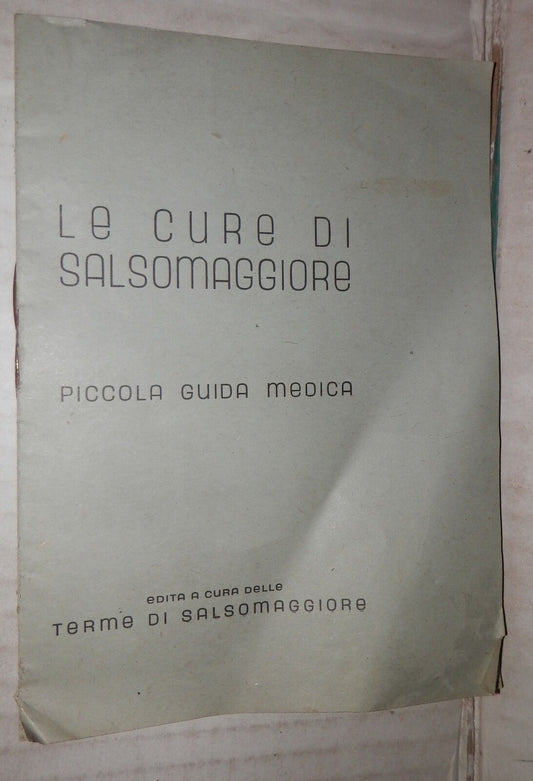 Le CURe DI
SALSOMAGGIORe
PICCOLA GUIDA MeDICA
eDITA A CURA DeLLe
TeRMe DI SALSOMAGGIORe